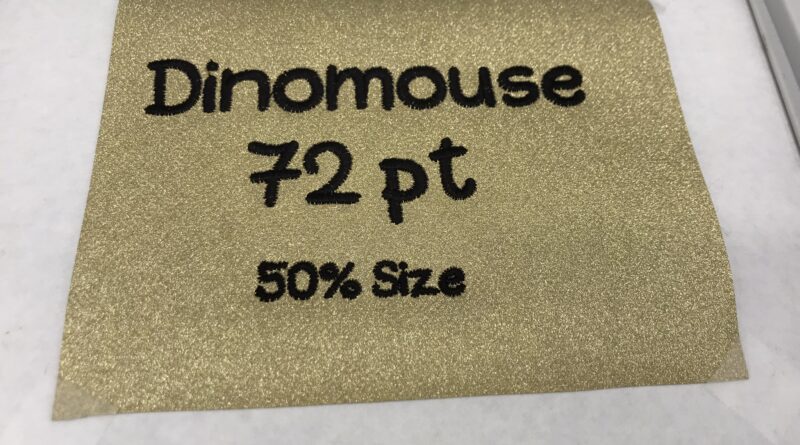 Dinomouse
72 pt
50% Size